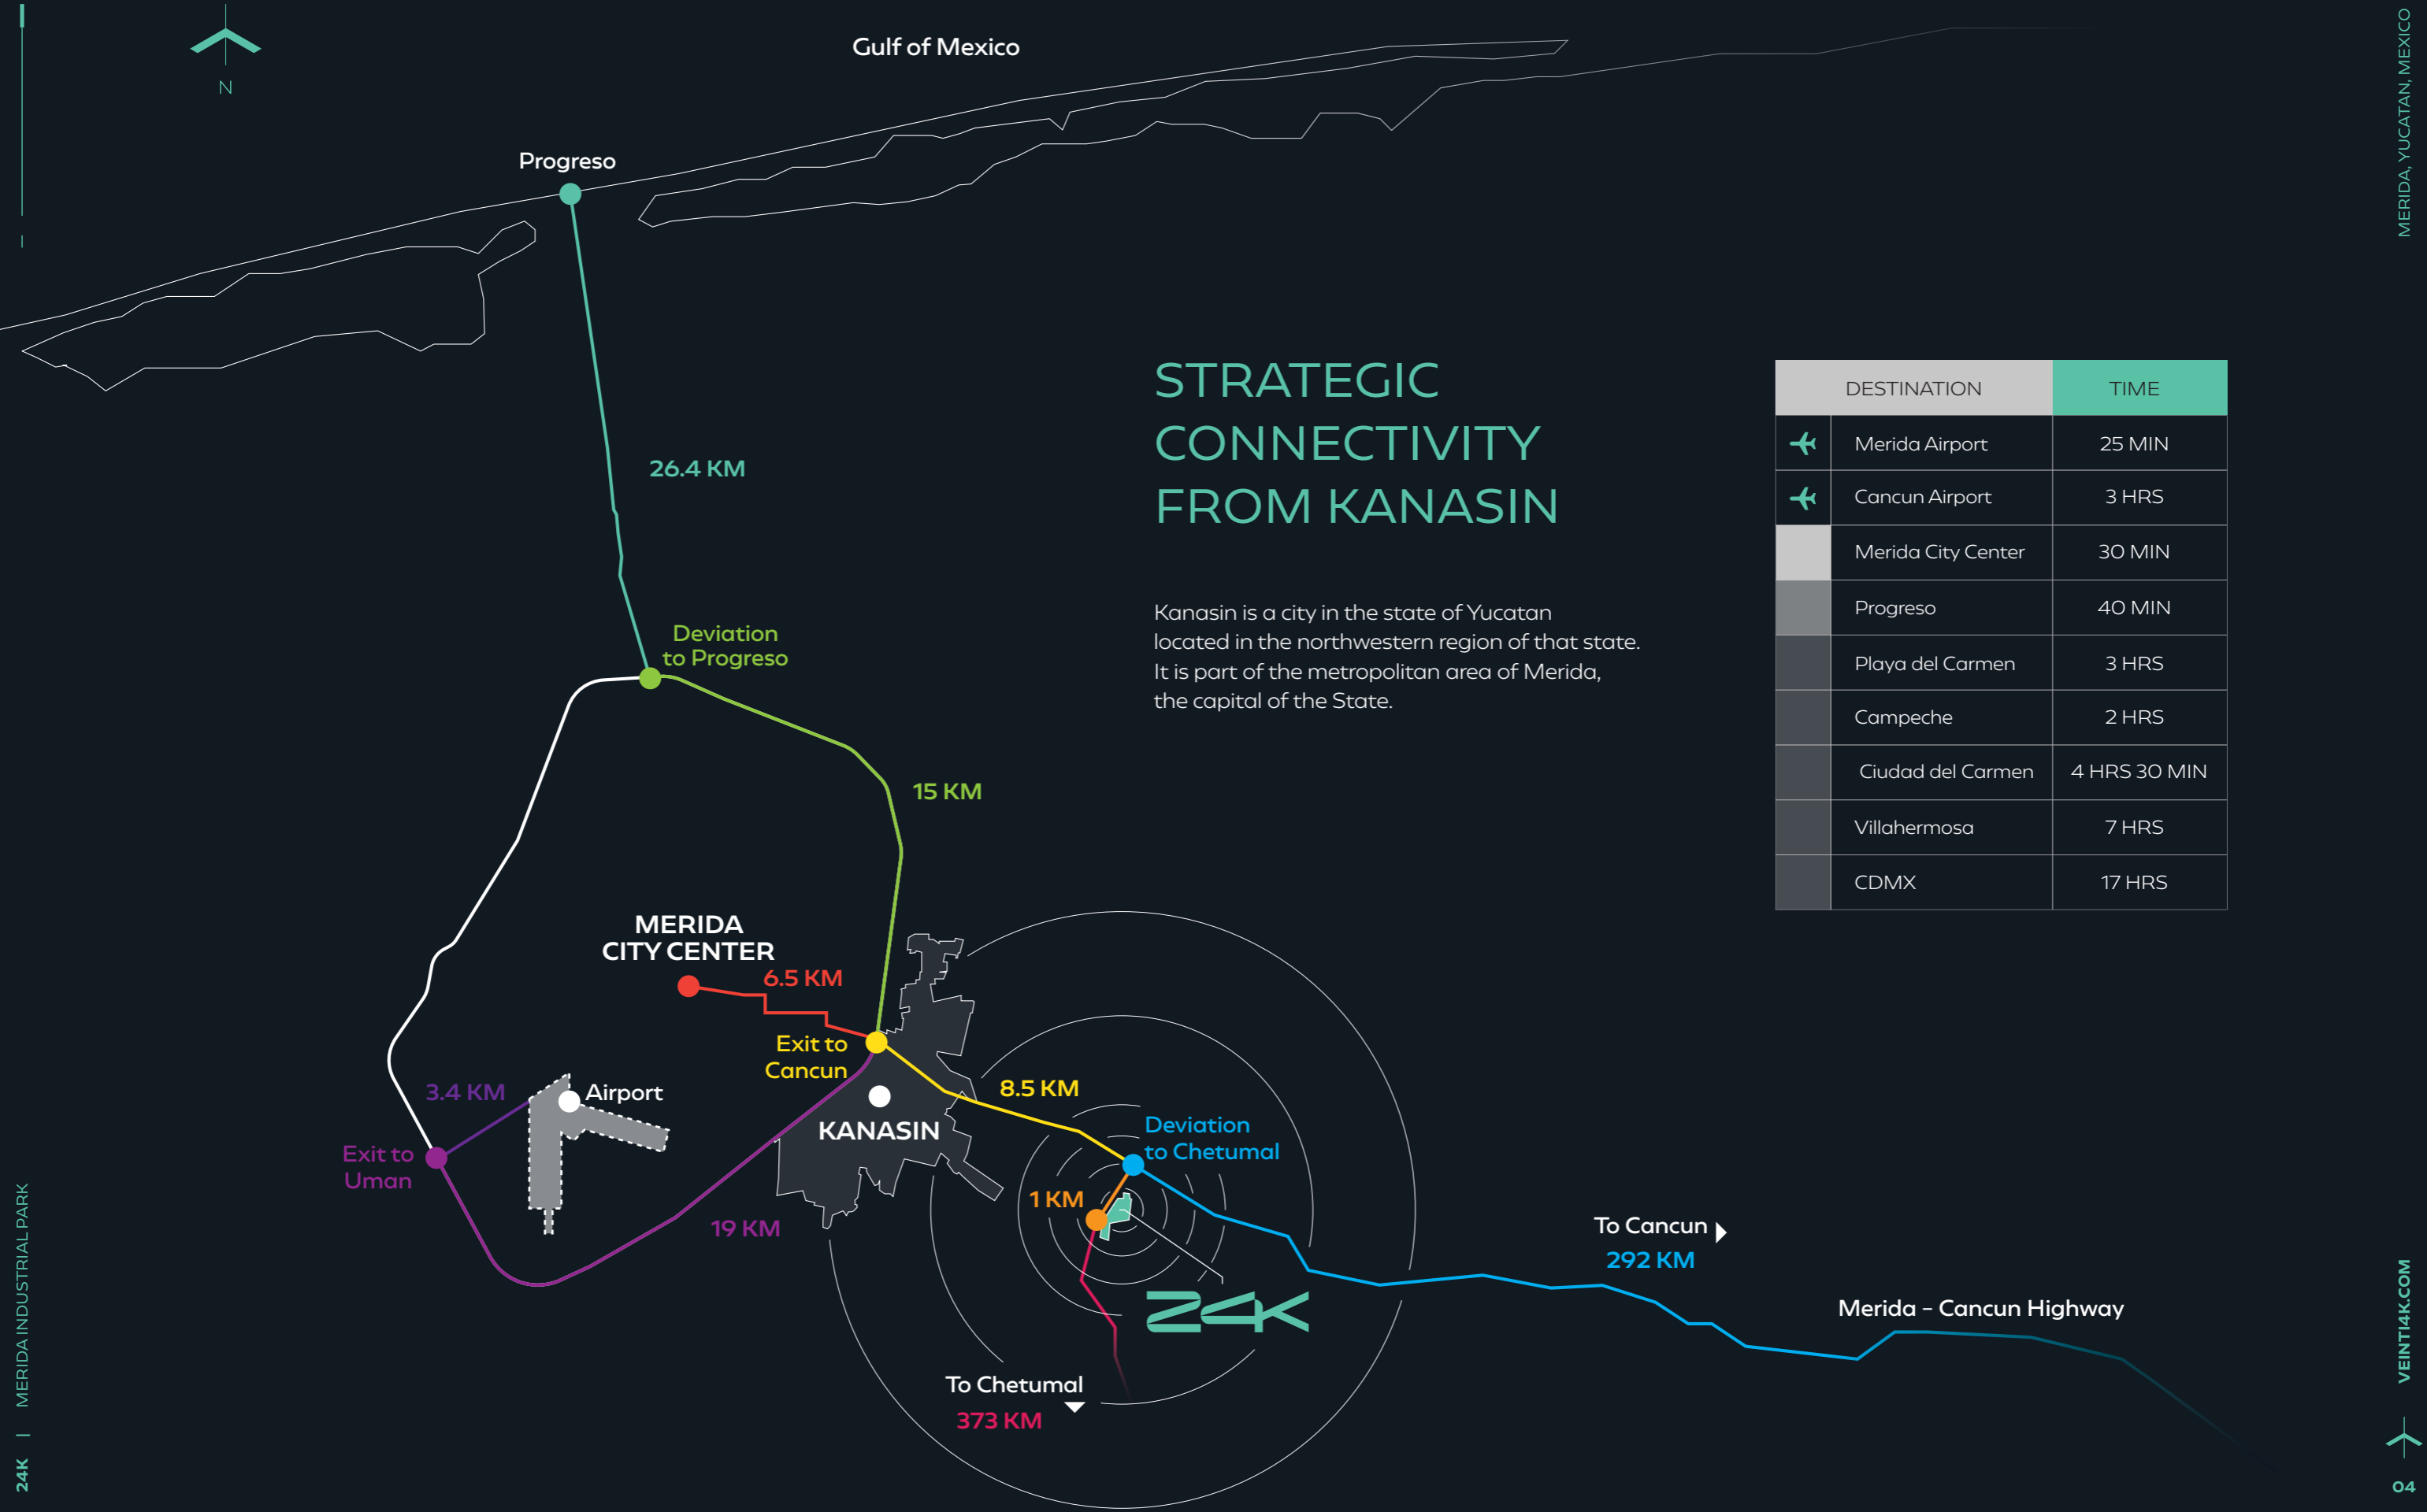 N
Gulf of Mexico
Progreso
26.4 KM
Deviation
to Progreso
15 KM
MERIDA
CITY CENTER
6.5 KM
Exit to
Cancun
KANASIN
3.4 KM
Airport
Exit to
Uman
19 KM
8.5 KM
Deviation
to Chetumal
1 KM
24K
To Chetumal
373 KM
To Cancun
292 KM
Merida - Cancun Highway
STRATEGIC
CONNECTIVITY
FROM KANASIN
Kanasin is a city in the state of Yucatan
located in the northwestern region of that state.
It is part of the metropolitan area of Merida,
the capital of the State.
DESTINATION TIME
Merida Airport 25 MIN
Cancun Airport 3 HRS
Merida City Center 30 MIN
Progreso 40 MIN
Playa del Carmen 3 HRS
Campeche 2 HRS
Ciudad del Carmen 4 HRS 30 MIN
Villahermosa 7 HRS
CDMX 17 HRS
24K | MERIDA INDUSTRIAL PARK
MERIDA, YUCATAN, MEXICO
VEINTI4K.COM
04